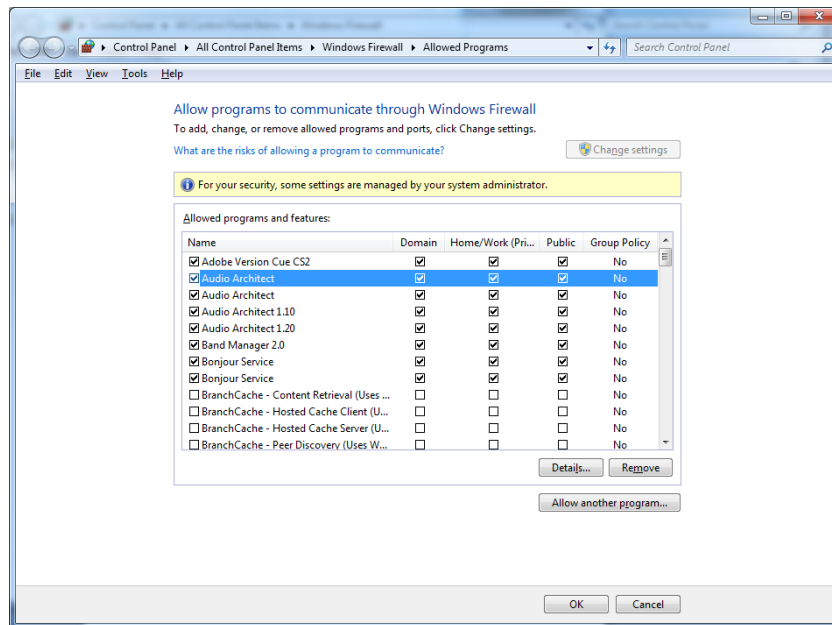 Control Panel ▸ All Control Panel Items ▸ Windows Firewall ▸ Allowed Programs
Search Control Panel
File Edit View Tools Help
Allow programs to communicate through Windows Firewall
To add, change, or remove allowed programs and ports, click Change settings.
What are the risks of allowing a program to communicate?
Change settings
For your security, some settings are managed by your system administrator.
Allowed programs and features:
Name Domain Home/Work (Pri... Public Group Policy
Adobe Version Cue CS2 No
Audio Architect No
Audio Architect No
Audio Architect 1.10 No
Audio Architect 1.20 No
Band Manager 2.0 No
Bonjour Service No
Bonjour Service No
BranchCache - Content Retrieval (Uses ... No
BranchCache - Hosted Cache Client (U... No
BranchCache - Hosted Cache Server (U... No
BranchCache - Peer Discovery (Uses W... No
Details... Remove
Allow another program...
OK Cancel